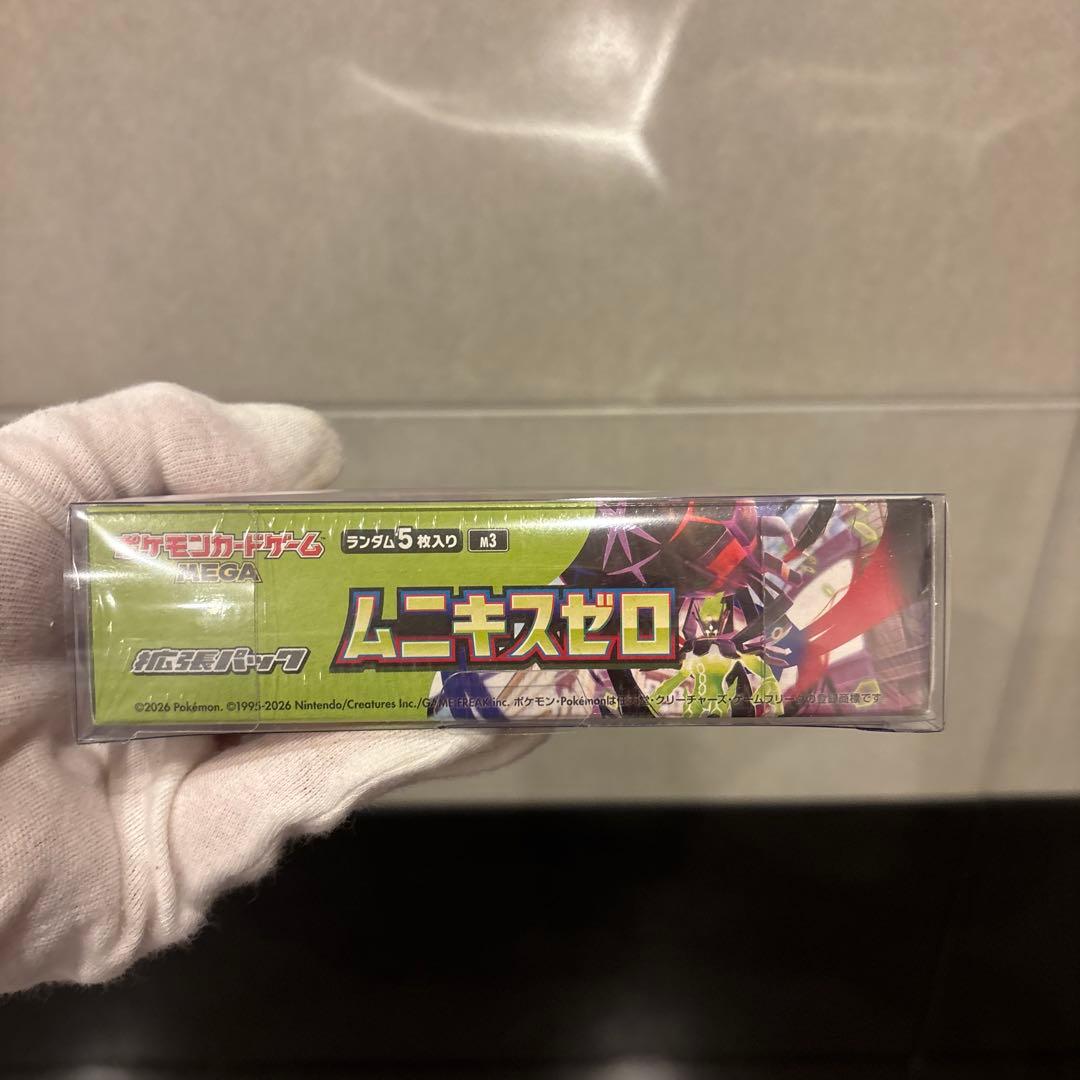 ポケモンカードゲーム
MEGA
ランダム5枚入り M3
ムニキスゼロ
拡張パック
©2026 Pokémon. ©1995-2026 Nintendo/Creatures Inc./GAME FREAK inc. ポケモン・Pokémonは任天堂・クリーチャーズ・ゲームフリークの登録商標です